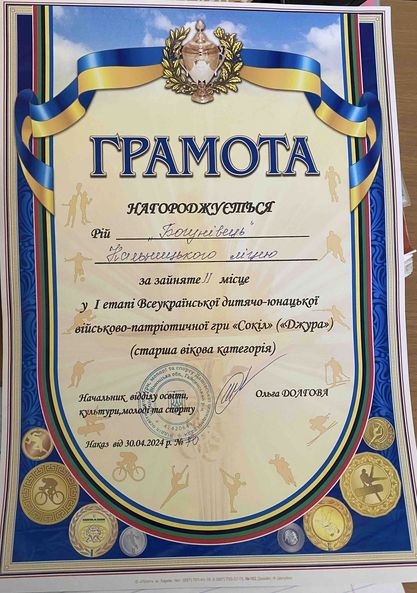 ГРАМОТА
НАГОРОДЖУЄТЬСЯ
Рій „Богунівець"
Кальницького ліцею
за зайняте II місце
у I етапі Всеукраїнської дитячо-юнацької
військово-патріотичної гри «Сокіл» («Джура»)
(старша вікова категорія)
Начальник відділу освіти,
культури,молоді та спорту
Ольга ДОЛГОВА
Наказ від 30.04.2024 р. №